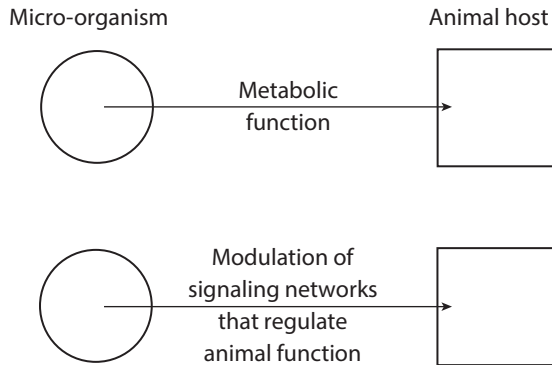 Micro-organism
Animal host
Metabolic
function
Modulation of
signaling networks
that regulate
animal function